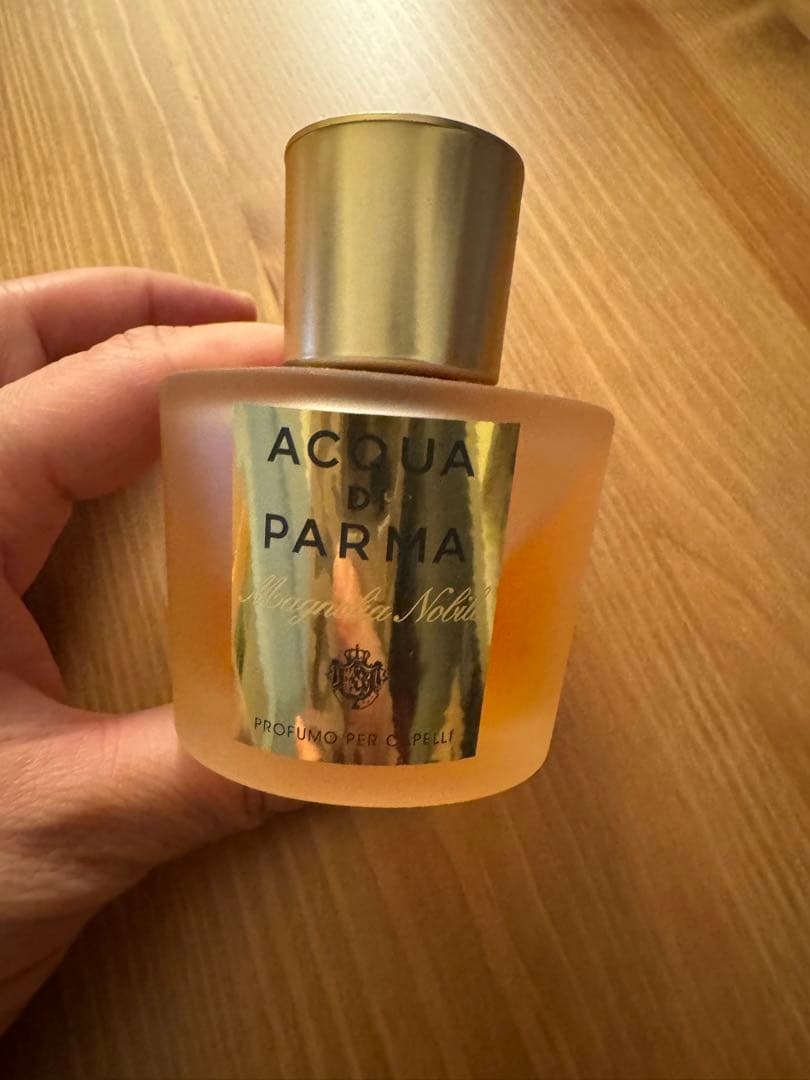 ACQUA
DI
PARMA
Magnolia Nobile
PROFUMO PER CAPELLI